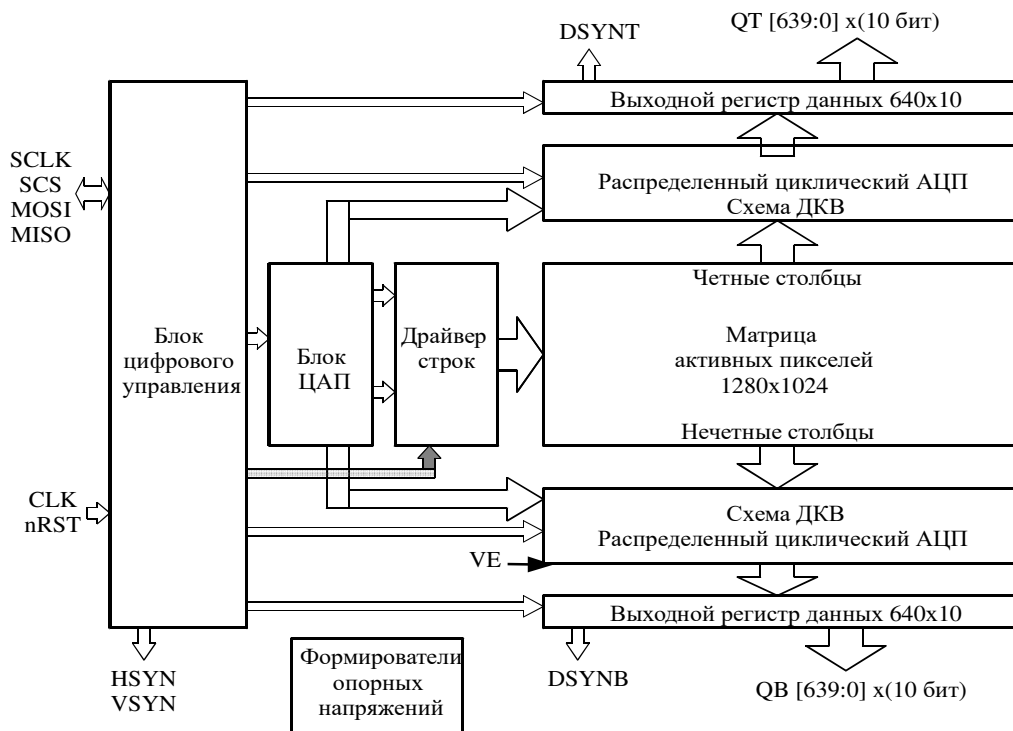 DSYNT
QT [639:0] x(10 бит)
Выходной регистр данных 640x10
SCLK
SCS
MOSI
MISO
Распределенный циклический АЦП
Схема ДКВ
Четные столбцы
Блок
цифрового
управления
Блок
ЦАП
Драйвер
строк
Матрица
активных пикселей
1280x1024
Нечетные столбцы
CLK
nRST
Схема ДКВ
Распределенный циклический АЦП
VE
Выходной регистр данных 640x10
HSYN
VSYN
Формирователи
опорных
напряжений
DSYNB
QB [639:0] x(10 бит)